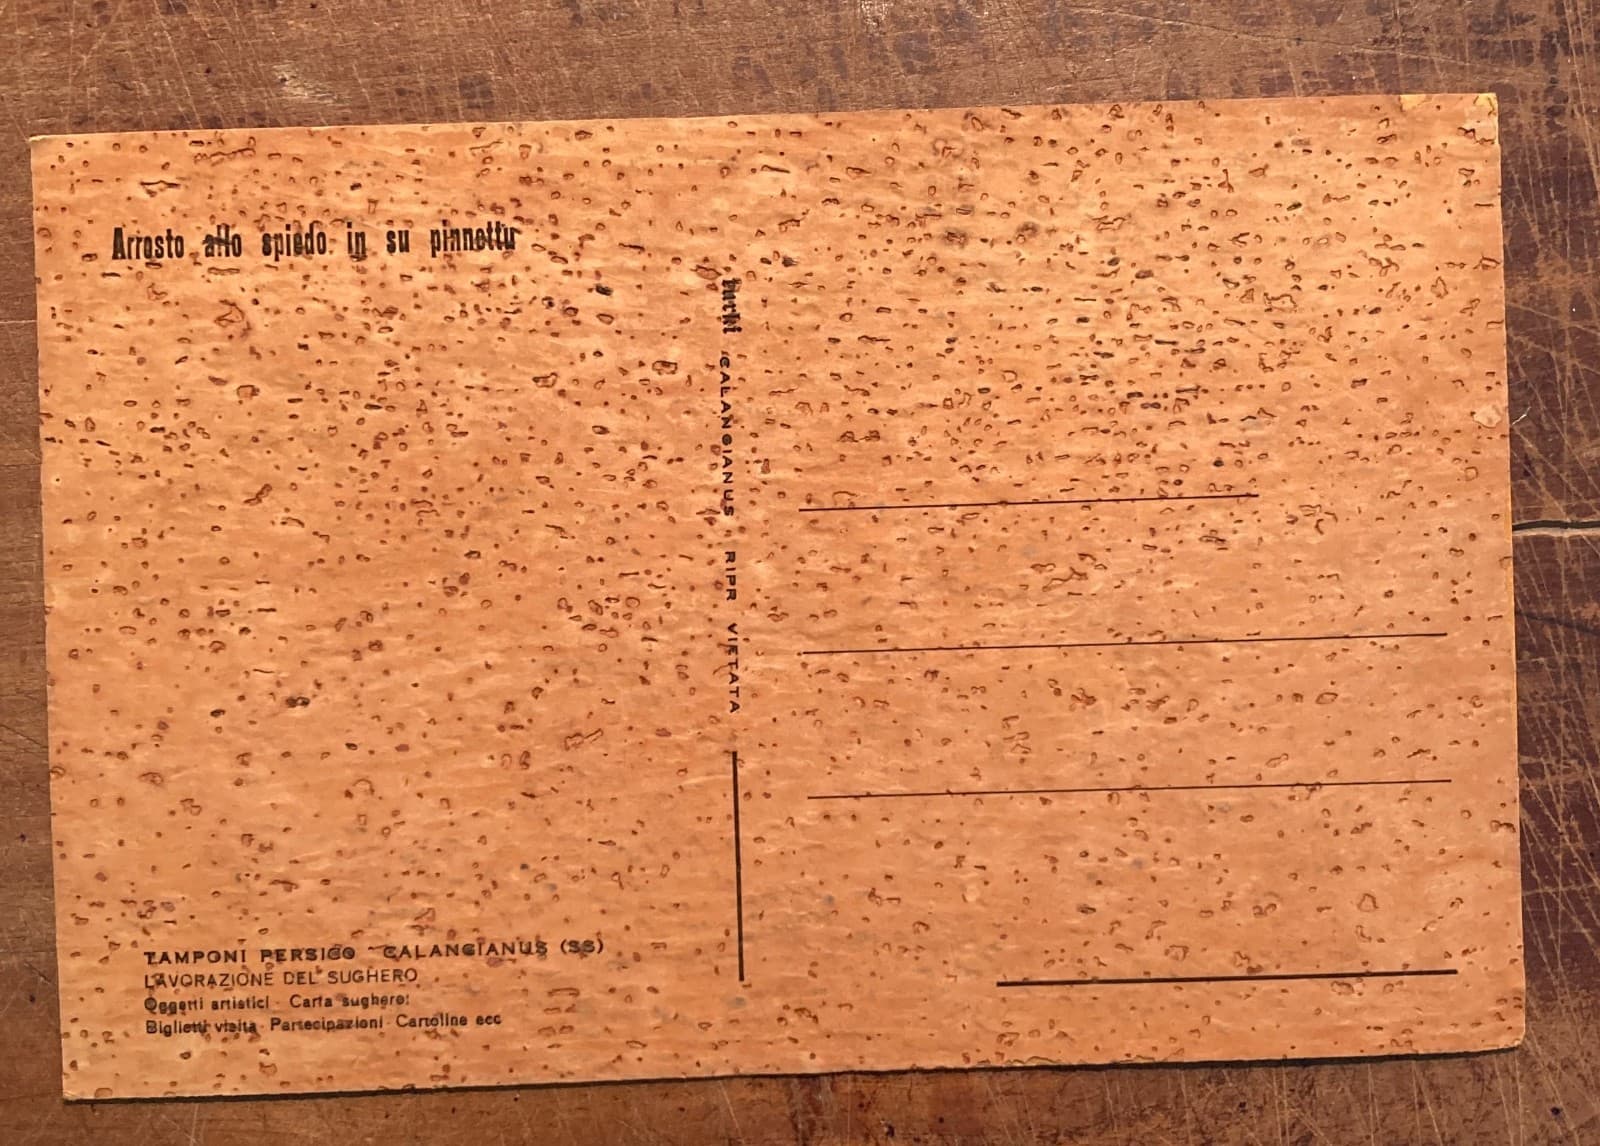 Arrosto allo spiedo in su pinnettu
CALANGIANUS RIPR VIETATA
TAMPONI PERSICO - CALANGIANUS (SS)
LAVORAZIONE DEL SUGHERO
Oggetti artistici - Carta sughero:
Biglietti visita - Partecipazioni - Cartoline ecc